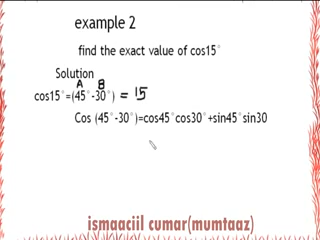 example 2
find the exact value of cos15°
Solution
A B
cos15°=(45°-30°) = 15
Cos (45°-30°)=cos45°cos30°+sin45°sin30
ismaaciil cumar(mumtaaz)